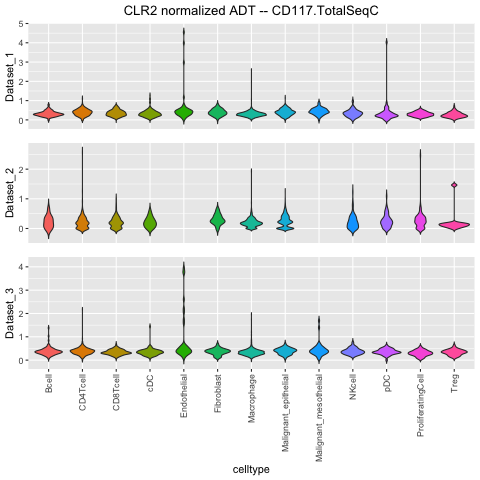 CLR2 normalized ADT -- CD117.TotalSeqC
Dataset_1
5
4
3
2
1
0
Dataset_2
2
1
0
Dataset_3
4
3
2
1
0
Bcell
CD4Tcell
CD8Tcell
cDC
Endothelial
Fibroblast
Macrophage
Malignant_epithelial
Malignant_mesothelial
NKcell
pDC
ProliferatingCell
Treg
celltype